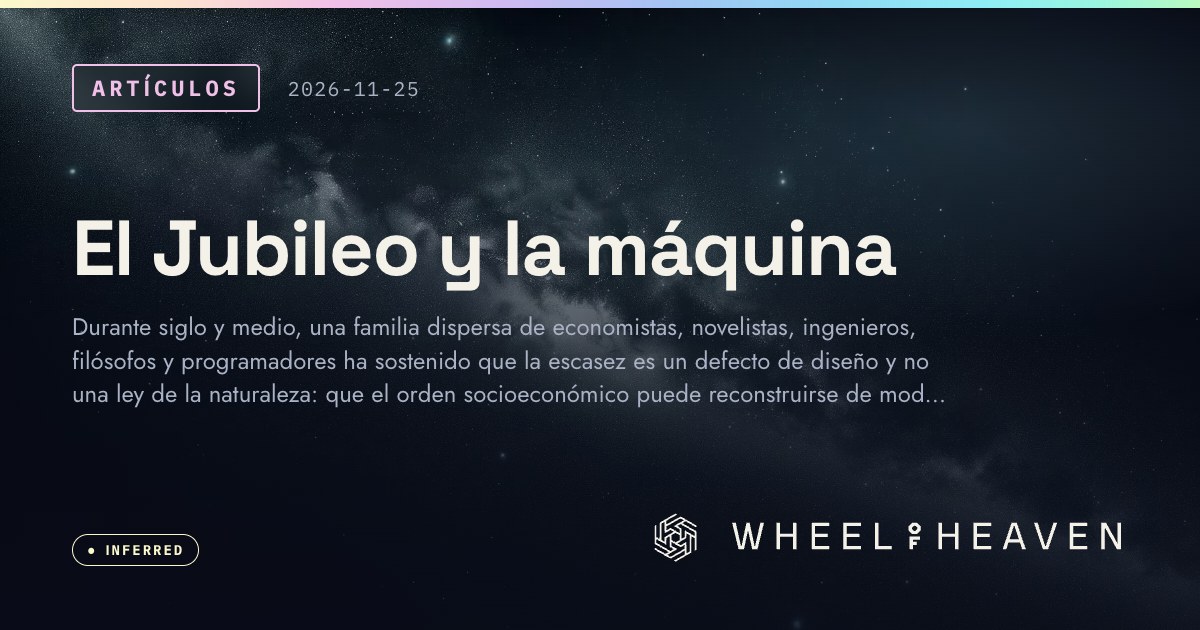 ARTÍCULOS 2026-11-25
El Jubileo y la máquina
Durante siglo y medio, una familia dispersa de economistas, novelistas, ingenieros,
filósofos y programadores ha sostenido que la escasez es un defecto de diseño y no
una ley de la naturaleza: que el orden socioeconómico puede reconstruirse de mod…
• INFERRED
WHEEL OF HEAVEN